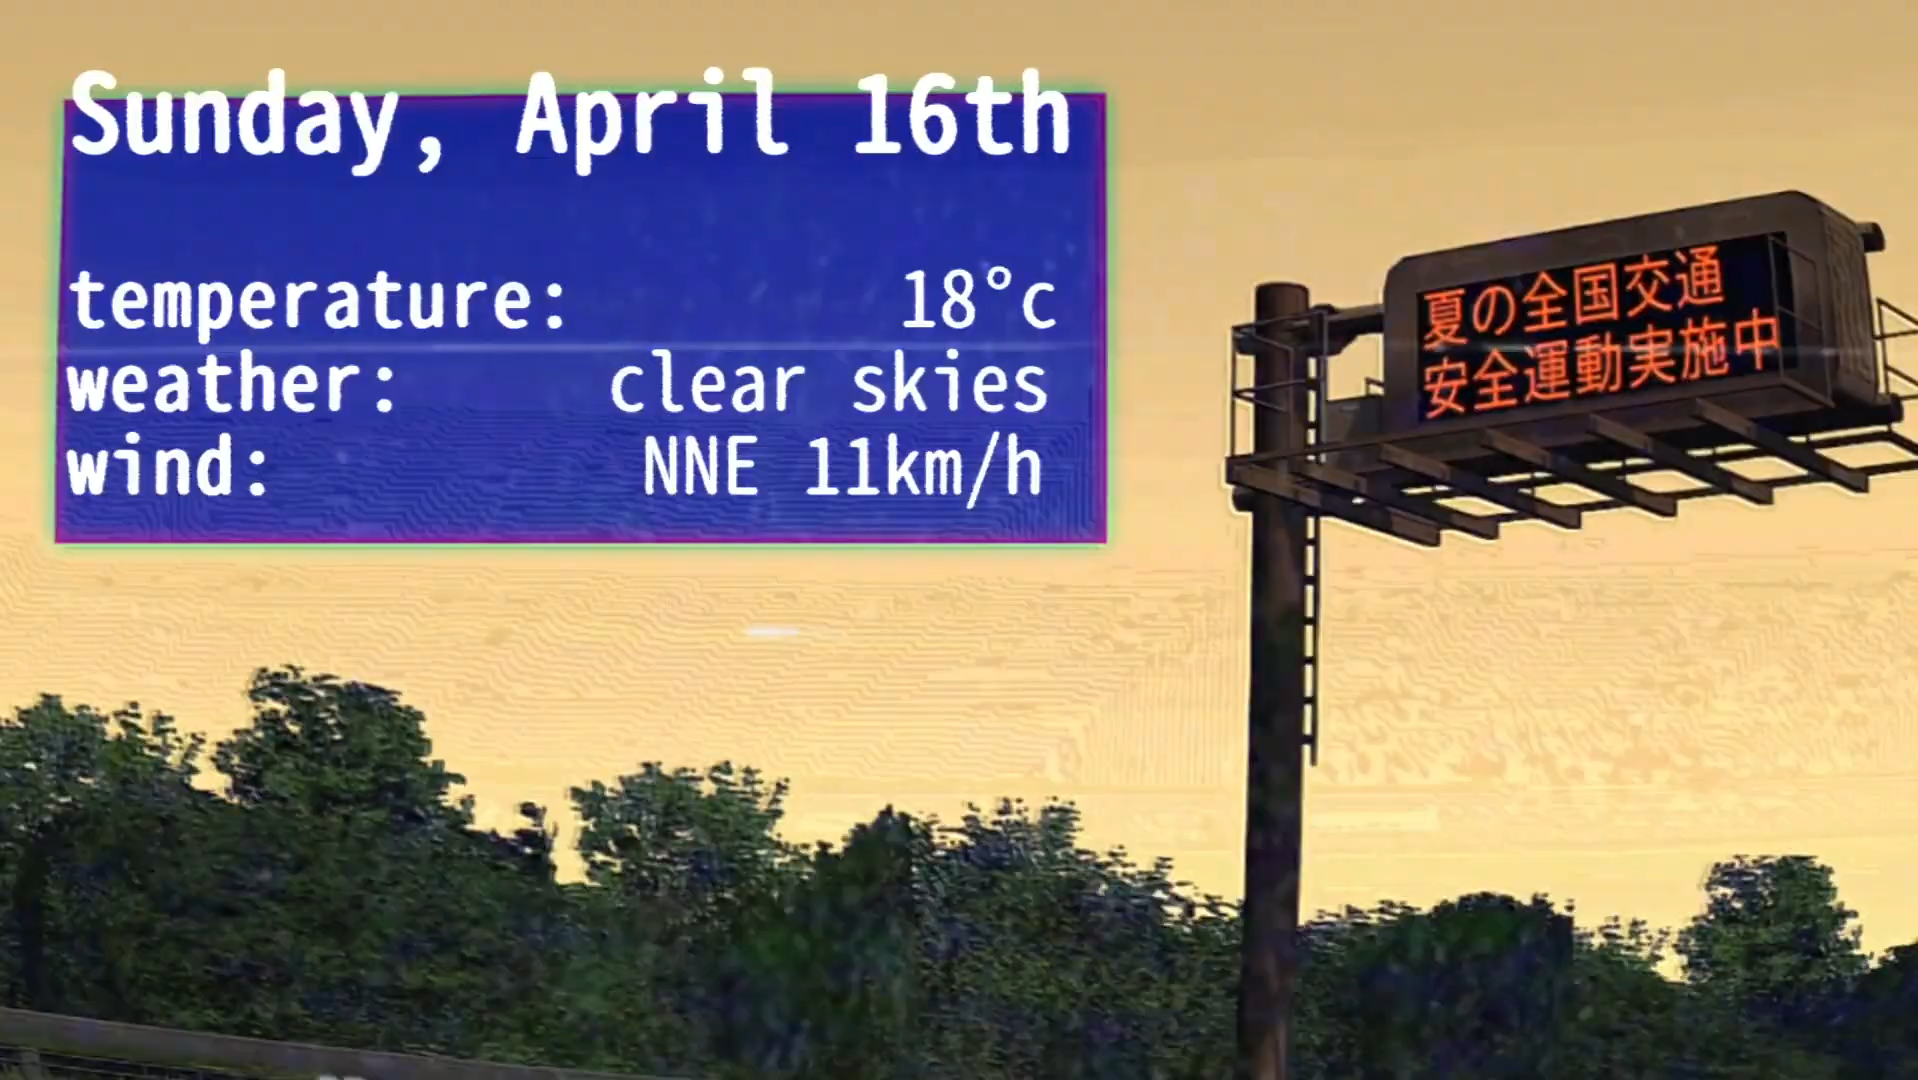 Sunday, April 16th
temperature: 18°c
weather: clear skies
wind: NNE 11km/h
夏の全国交通
安全運動実施中